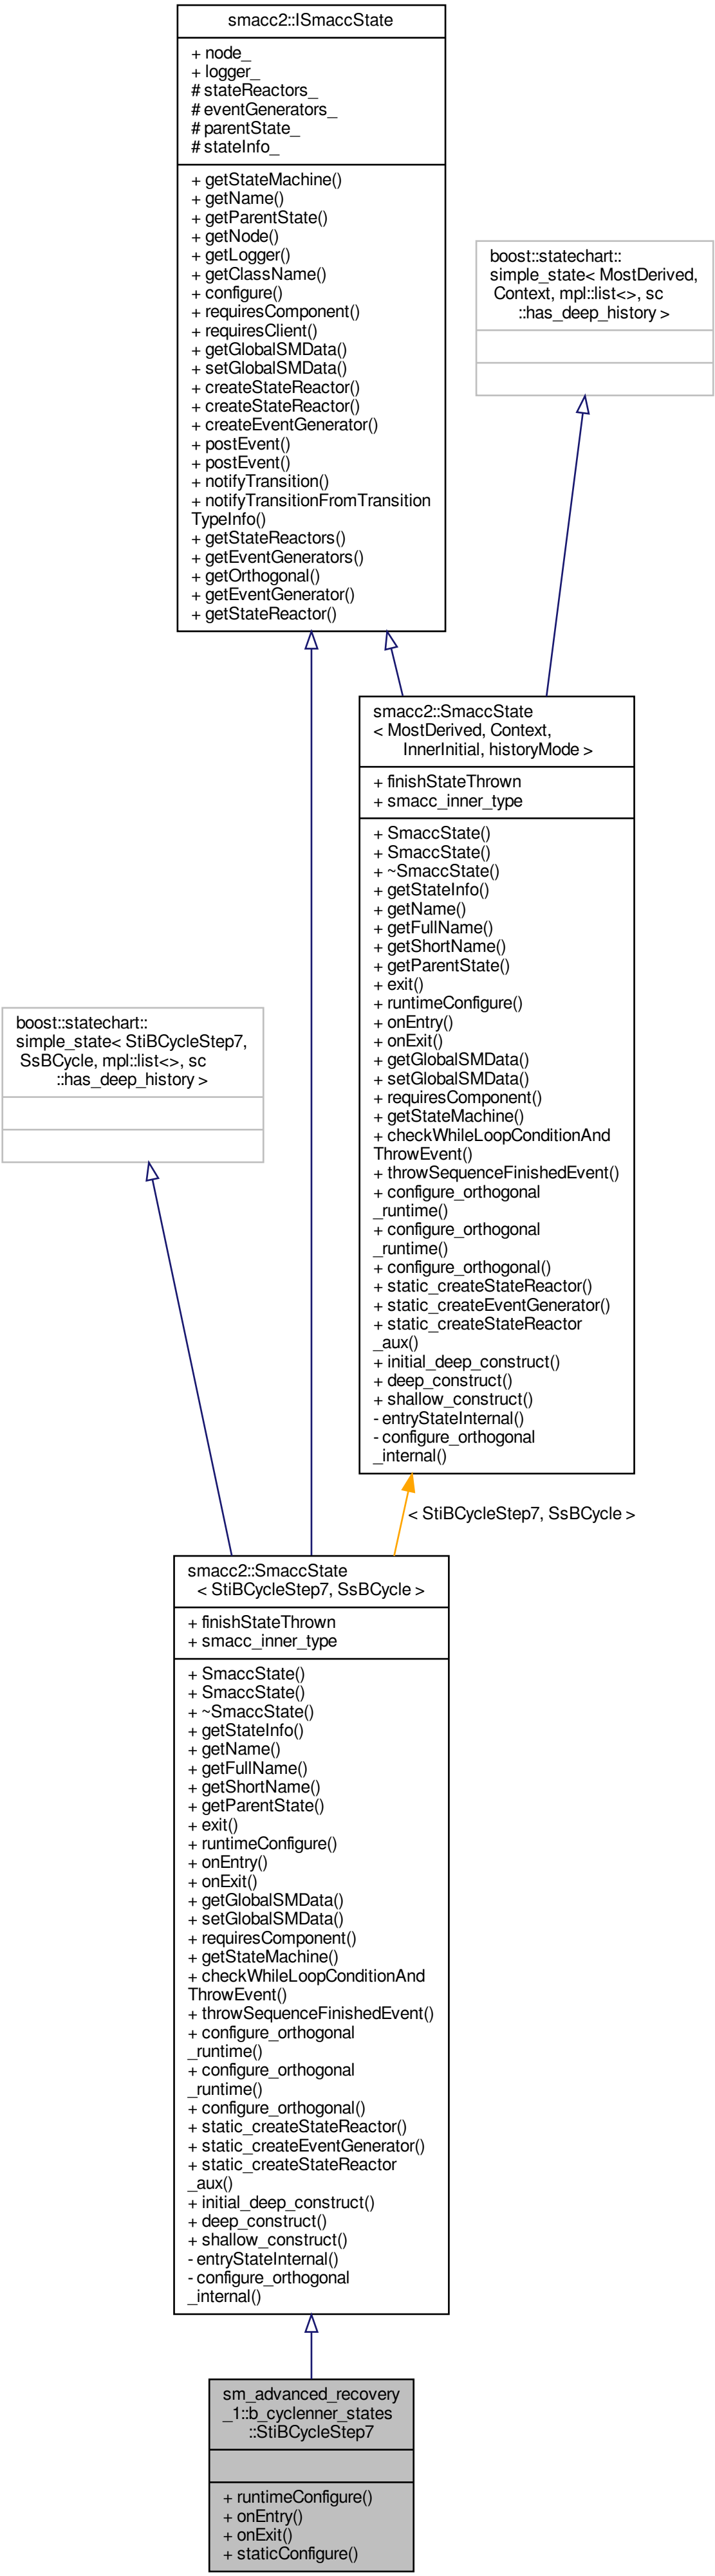 smacc2::ISmaccState
+ node_
+ logger_
# stateReactors_
# eventGenerators_
# parentState_
# stateInfo_
+ getStateMachine()
+ getName()
+ getParentState()
+ getNode()
+ getLogger()
+ getClassName()
+ configure()
+ requiresComponent()
+ requiresClient()
+ getGlobalSMData()
+ setGlobalSMData()
+ createStateReactor()
+ createStateReactor()
+ createEventGenerator()
+ postEvent()
+ postEvent()
+ notifyTransition()
+ notifyTransitionFromTransition
TypeInfo()
+ getStateReactors()
+ getEventGenerators()
+ getOrthogonal()
+ getEventGenerator()
+ getStateReactor()
boost::statechart::
simple_state< MostDerived,
Context, mpl::list<>, sc
::has_deep_history >
smacc2::SmaccState
< MostDerived, Context,
InnerInitial, historyMode >
+ finishStateThrown
+ smacc_inner_type
+ SmaccState()
+ SmaccState()
+ ~SmaccState()
+ getStateInfo()
+ getName()
+ getFullName()
+ getShortName()
+ getParentState()
+ exit()
+ runtimeConfigure()
+ onEntry()
+ onExit()
+ getGlobalSMData()
+ setGlobalSMData()
+ requiresComponent()
+ getStateMachine()
+ checkWhileLoopConditionAnd
ThrowEvent()
+ throwSequenceFinishedEvent()
+ configure_orthogonal
_runtime()
+ configure_orthogonal
_runtime()
+ configure_orthogonal()
+ static_createStateReactor()
+ static_createEventGenerator()
+ static_createStateReactor
_aux()
+ initial_deep_construct()
+ deep_construct()
+ shallow_construct()
- entryStateInternal()
- configure_orthogonal
_internal()
boost::statechart::
simple_state< StiBCycleStep7,
SsBCycle, mpl::list<>, sc
::has_deep_history >
< StiBCycleStep7, SsBCycle >
smacc2::SmaccState
< StiBCycleStep7, SsBCycle >
+ finishStateThrown
+ smacc_inner_type
+ SmaccState()
+ SmaccState()
+ ~SmaccState()
+ getStateInfo()
+ getName()
+ getFullName()
+ getShortName()
+ getParentState()
+ exit()
+ runtimeConfigure()
+ onEntry()
+ onExit()
+ getGlobalSMData()
+ setGlobalSMData()
+ requiresComponent()
+ getStateMachine()
+ checkWhileLoopConditionAnd
ThrowEvent()
+ throwSequenceFinishedEvent()
+ configure_orthogonal
_runtime()
+ configure_orthogonal
_runtime()
+ configure_orthogonal()
+ static_createStateReactor()
+ static_createEventGenerator()
+ static_createStateReactor
_aux()
+ initial_deep_construct()
+ deep_construct()
+ shallow_construct()
- entryStateInternal()
- configure_orthogonal
_internal()
sm_advanced_recovery
_1::b_cyclenner_states
::StiBCycleStep7
+ runtimeConfigure()
+ onEntry()
+ onExit()
+ staticConfigure()